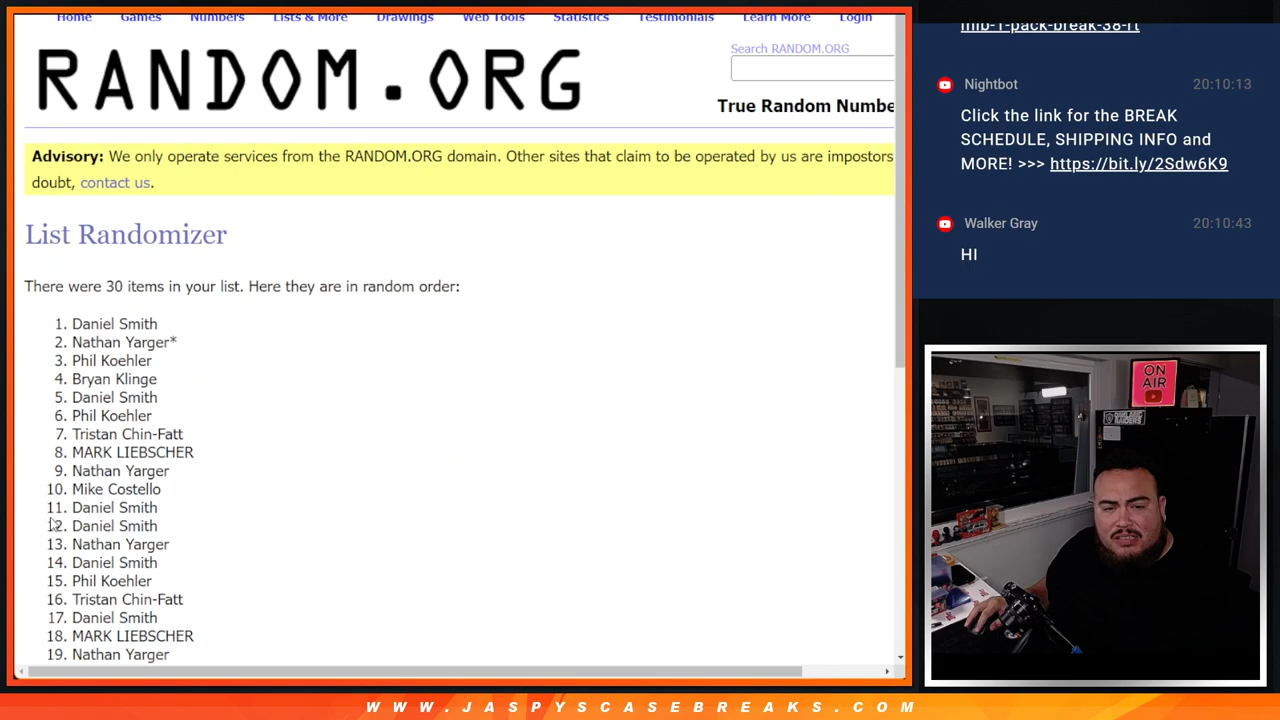 Home Games Numbers Lists & More Drawings Web Tools Statistics Testimonials Learn More Login
RANDOM.ORG
Search RANDOM.ORG
True Random Numbe
Advisory: We only operate services from the RANDOM.ORG domain. Other sites that claim to be operated by us are impostors
doubt, contact us.
List Randomizer
There were 30 items in your list. Here they are in random order:
1. Daniel Smith
2. Nathan Yarger*
3. Phil Koehler
4. Bryan Klinge
5. Daniel Smith
6. Phil Koehler
7. Tristan Chin-Fatt
8. MARK LIEBSCHER
9. Nathan Yarger
10. Mike Costello
11. Daniel Smith
12. Daniel Smith
13. Nathan Yarger
14. Daniel Smith
15. Phil Koehler
16. Tristan Chin-Fatt
17. Daniel Smith
18. MARK LIEBSCHER
19. Nathan Yarger
mlb-1-pack-break-38-rt
Nightbot 20:10:13
Click the link for the BREAK
SCHEDULE, SHIPPING INFO and
MORE! >>> https://bit.ly/2Sdw6K9
Walker Gray 20:10:43
HI
ON
AIR
RAIDERS
WWW.JASPYSCASEBREAKS.COM